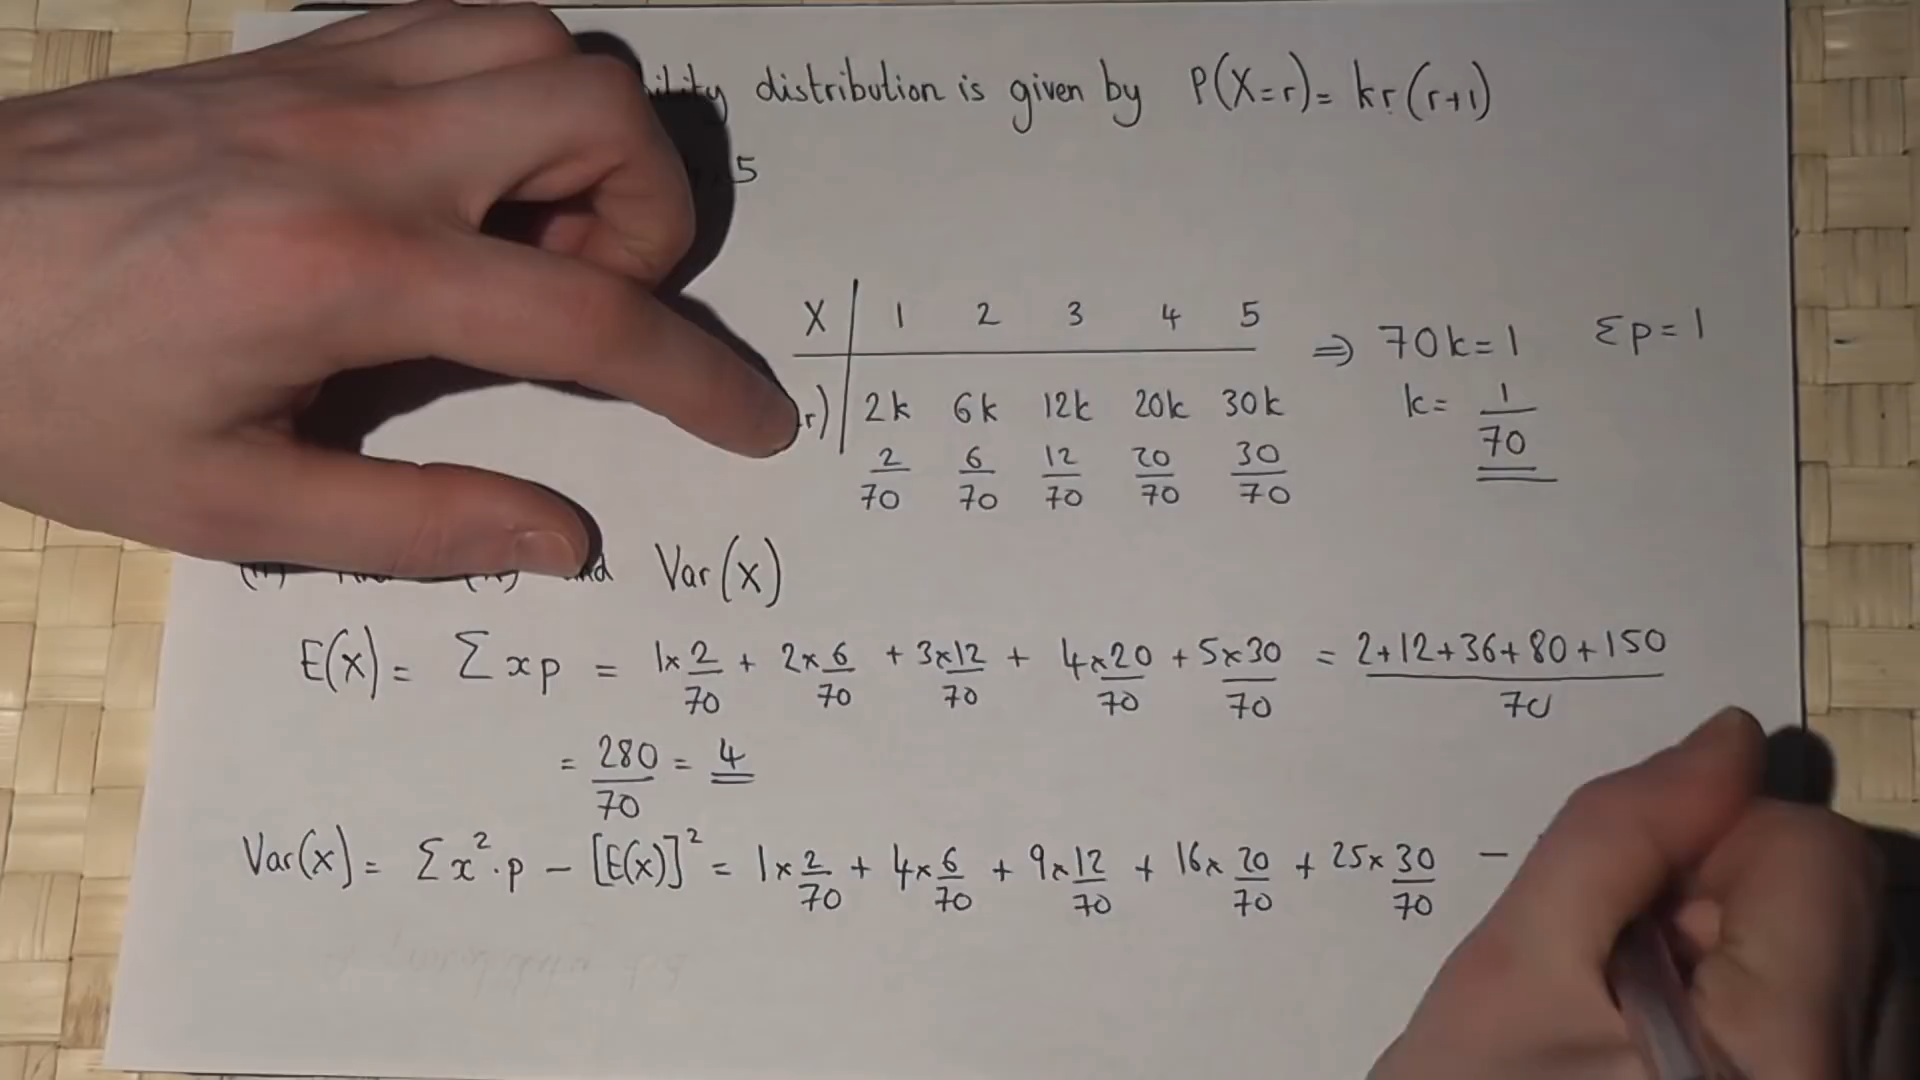 distribution is given by P(X=r) = kr(r+1)
5
X 1 2 3 4 5 ⇒ 70k=1 Σp=1
r) 2k 6k 12k 20k 30k k= 1/70
2/70 6/70 12/70 20/70 30/70
Var(X)
E(X) = Σxp = 1×2/70 + 2×6/70 + 3×12/70 + 4×20/70 + 5×30/70 = 2+12+36+80+150/70
= 280/70 = 4
Var(X) = Σx²·p − [E(X)]² = 1×2/70 + 4×6/70 + 9×12/70 + 16×20/70 + 25×30/70 −